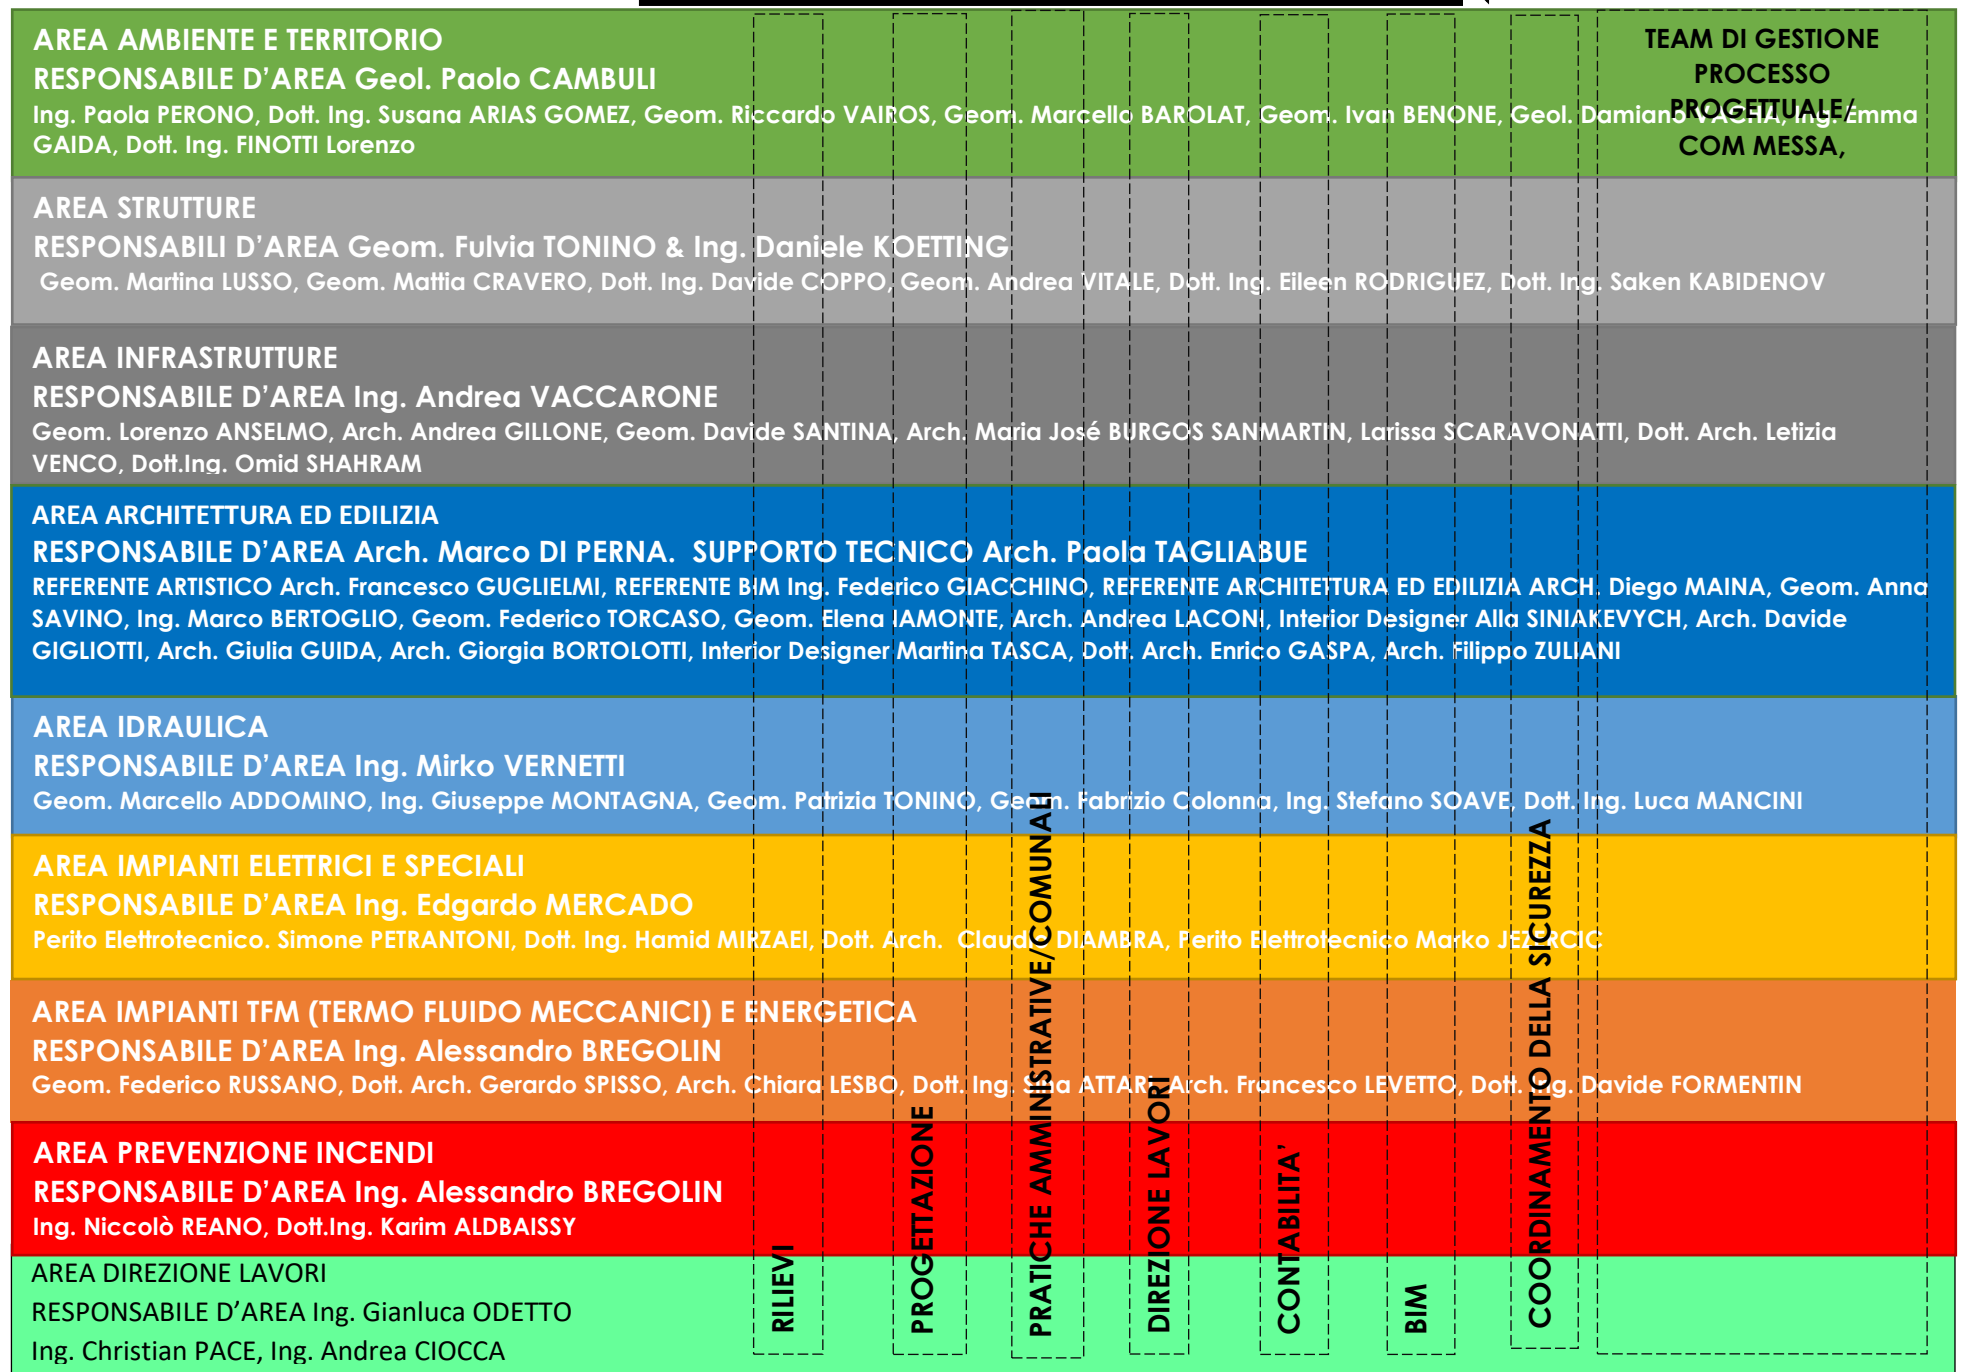 AREA AMBIENTE E TERRITORIO
RESPONSABILE D'AREA Geol. Paolo CAMBULI
Ing. Paola PERONO, Dott. Ing. Susana ARIAS GOMEZ, Geom. Riccardo VAIROS, Geom. Marcello BAROLAT, Geom. Ivan BENONE, Geol. Damiano VACHA, Ing. Emma
GAIDA, Dott. Ing. FINOTTI Lorenzo
TEAM DI GESTIONE
PROCESSO
PROGETTUALE/
COM MESSA,
AREA STRUTTURE
RESPONSABILI D'AREA Geom. Fulvia TONINO & Ing. Daniele KOETTING
Geom. Martina LUSSO, Geom. Mattia CRAVERO, Dott. Ing. Davide COPPO, Geom. Andrea VITALE, Dott. Ing. Eileen RODRIGUEZ, Dott. Ing. Saken KABIDENOV
AREA INFRASTRUTTURE
RESPONSABILE D'AREA Ing. Andrea VACCARONE
Geom. Lorenzo ANSELMO, Arch. Andrea GILLONE, Geom. Davide SANTINA, Arch. Maria José BURGOS SANMARTIN, Larissa SCARAVONATTI, Dott. Arch. Letizia
VENCO, Dott.Ing. Omid SHAHRAM
AREA ARCHITETTURA ED EDILIZIA
RESPONSABILE D'AREA Arch. Marco DI PERNA. SUPPORTO TECNICO Arch. Paola TAGLIABUE
REFERENTE ARTISTICO Arch. Francesco GUGLIELMI, REFERENTE BIM Ing. Federico GIACCHINO, REFERENTE ARCHITETTURA ED EDILIZIA ARCH. Diego MAINA, Geom. Anna
SAVINO, Ing. Marco BERTOGLIO, Geom. Federico TORCASO, Geom. Elena IAMONTE, Arch. Andrea LACONI, Interior Designer Alla SINIAKEVYCH, Arch. Davide
GIGLIOTTI, Arch. Giulia GUIDA, Arch. Giorgia BORTOLOTTI, Interior Designer Martina TASCA, Dott. Arch. Enrico GASPA, Arch. Filippo ZULIANI
AREA IDRAULICA
RESPONSABILE D'AREA Ing. Mirko VERNETTI
Geom. Marcello ADDOMINO, Ing. Giuseppe MONTAGNA, Geom. Patrizia TONINO, Geom. Fabrizio Colonna, Ing. Stefano SOAVE, Dott. Ing. Luca MANCINI
AREA IMPIANTI ELETTRICI E SPECIALI
RESPONSABILE D'AREA Ing. Edgardo MERCADO
Perito Elettrotecnico. Simone PETRANTONI, Dott. Ing. Hamid MIRZAEI, Dott. Arch. Claudio DIAMBRA, Perito Elettrotecnico Marko JEZERCIC
AREA IMPIANTI TFM (TERMO FLUIDO MECCANICI) E ENERGETICA
RESPONSABILE D'AREA Ing. Alessandro BREGOLIN
Geom. Federico RUSSANO, Dott. Arch. Gerardo SPISSO, Arch. Chiara LESBO, Dott. Ing. Sina ATTARI, Arch. Francesco LEVETTO, Dott. Ing. Davide FORMENTIN
AREA PREVENZIONE INCENDI
RESPONSABILE D'AREA Ing. Alessandro BREGOLIN
Ing. Niccolò REANO, Dott.Ing. Karim ALDBAISSY
AREA DIREZIONE LAVORI
RESPONSABILE D'AREA Ing. Gianluca ODETTO
Ing. Christian PACE, Ing. Andrea CIOCCA
RILIEVI
PROGETTAZIONE
PRATICHE AMMINISTRATIVE/COMUNALI
DIREZIONE LAVORI
CONTABILITA'
BIM
COORDINAMENTO DELLA SICUREZZA